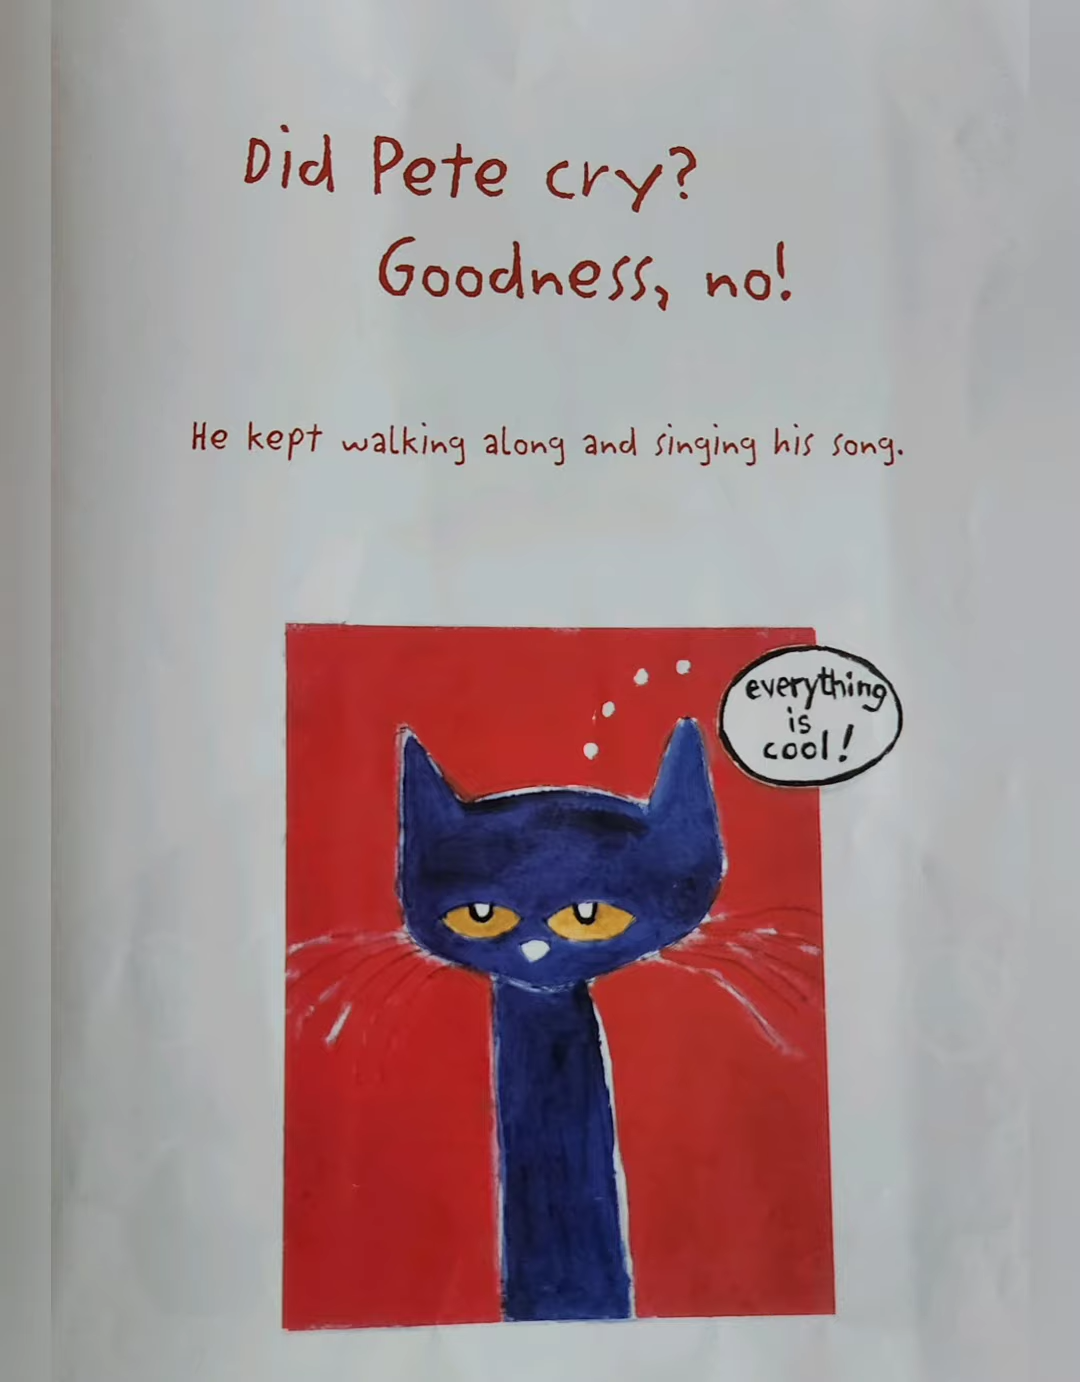 Did Pete cry?
Goodness, no!
He kept walking along and singing his song.
everything
is
cool!